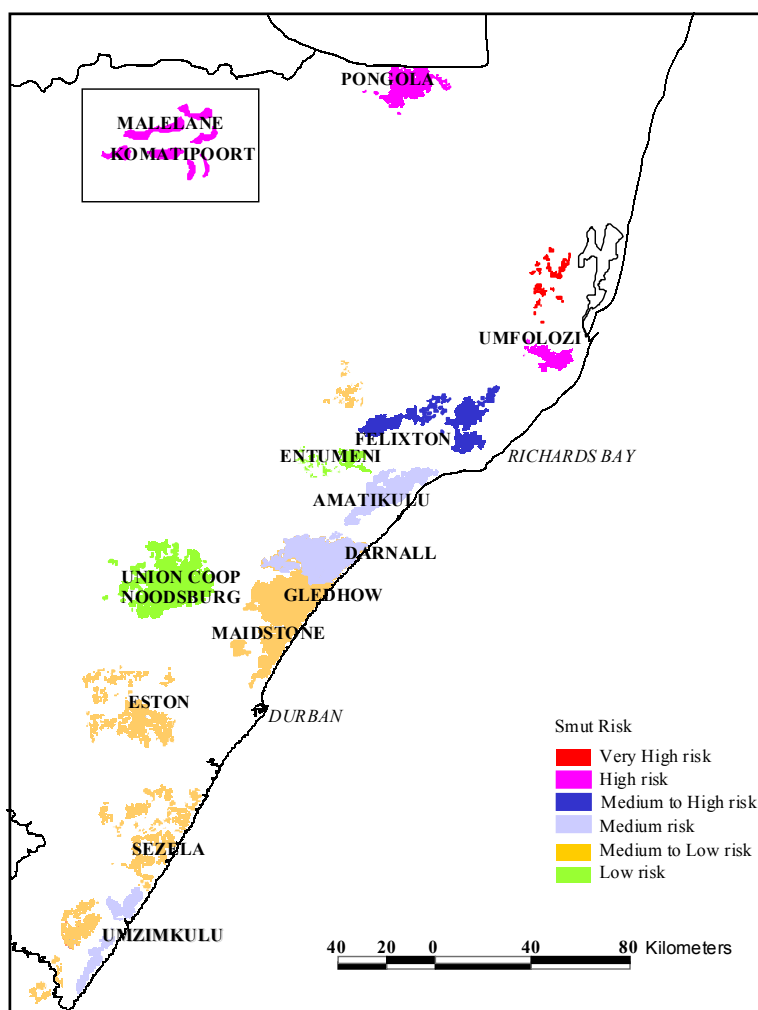 PONGOLA
MALELANE
KOMATIPOORT
UMFOLOZI
FELIXTON
ENTUMENI
RICHARDS BAY
AMATIKULU
DARNALL
UNION COOP
NOODSBURG
GLEDHOW
MAIDSTONE
ESTON
DURBAN
Smut Risk
Very High risk
High risk
Medium to High risk
Medium risk
Medium to Low risk
Low risk
SEZELA
UMZIMKULU
40 20 0 40 80 Kilometers